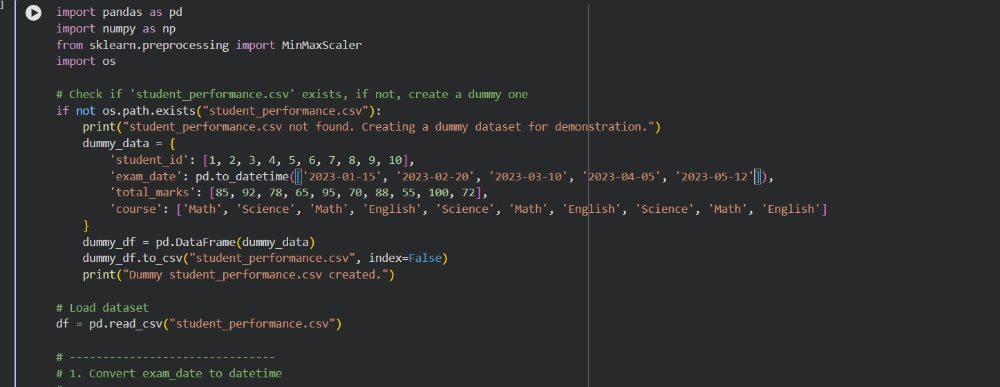 ]
import pandas as pd
import numpy as np
from sklearn.preprocessing import MinMaxScaler
import os

# Check if 'student_performance.csv' exists, if not, create a dummy one
if not os.path.exists("student_performance.csv"):
    print("student_performance.csv not found. Creating a dummy dataset for demonstration.")
    dummy_data = {
        'student_id': [1, 2, 3, 4, 5, 6, 7, 8, 9, 10],
        'exam_date': pd.to_datetime(['2023-01-15', '2023-02-20', '2023-03-10', '2023-04-05', '2023-05-12']),
        'total_marks': [85, 92, 78, 65, 95, 70, 88, 55, 100, 72],
        'course': ['Math', 'Science', 'Math', 'English', 'Science', 'Math', 'English', 'Science', 'Math', 'English']
    }
    dummy_df = pd.DataFrame(dummy_data)
    dummy_df.to_csv("student_performance.csv", index=False)
    print("Dummy student_performance.csv created.")

# Load dataset
df = pd.read_csv("student_performance.csv")

# -------------------------------
# 1. Convert exam_date to datetime
#